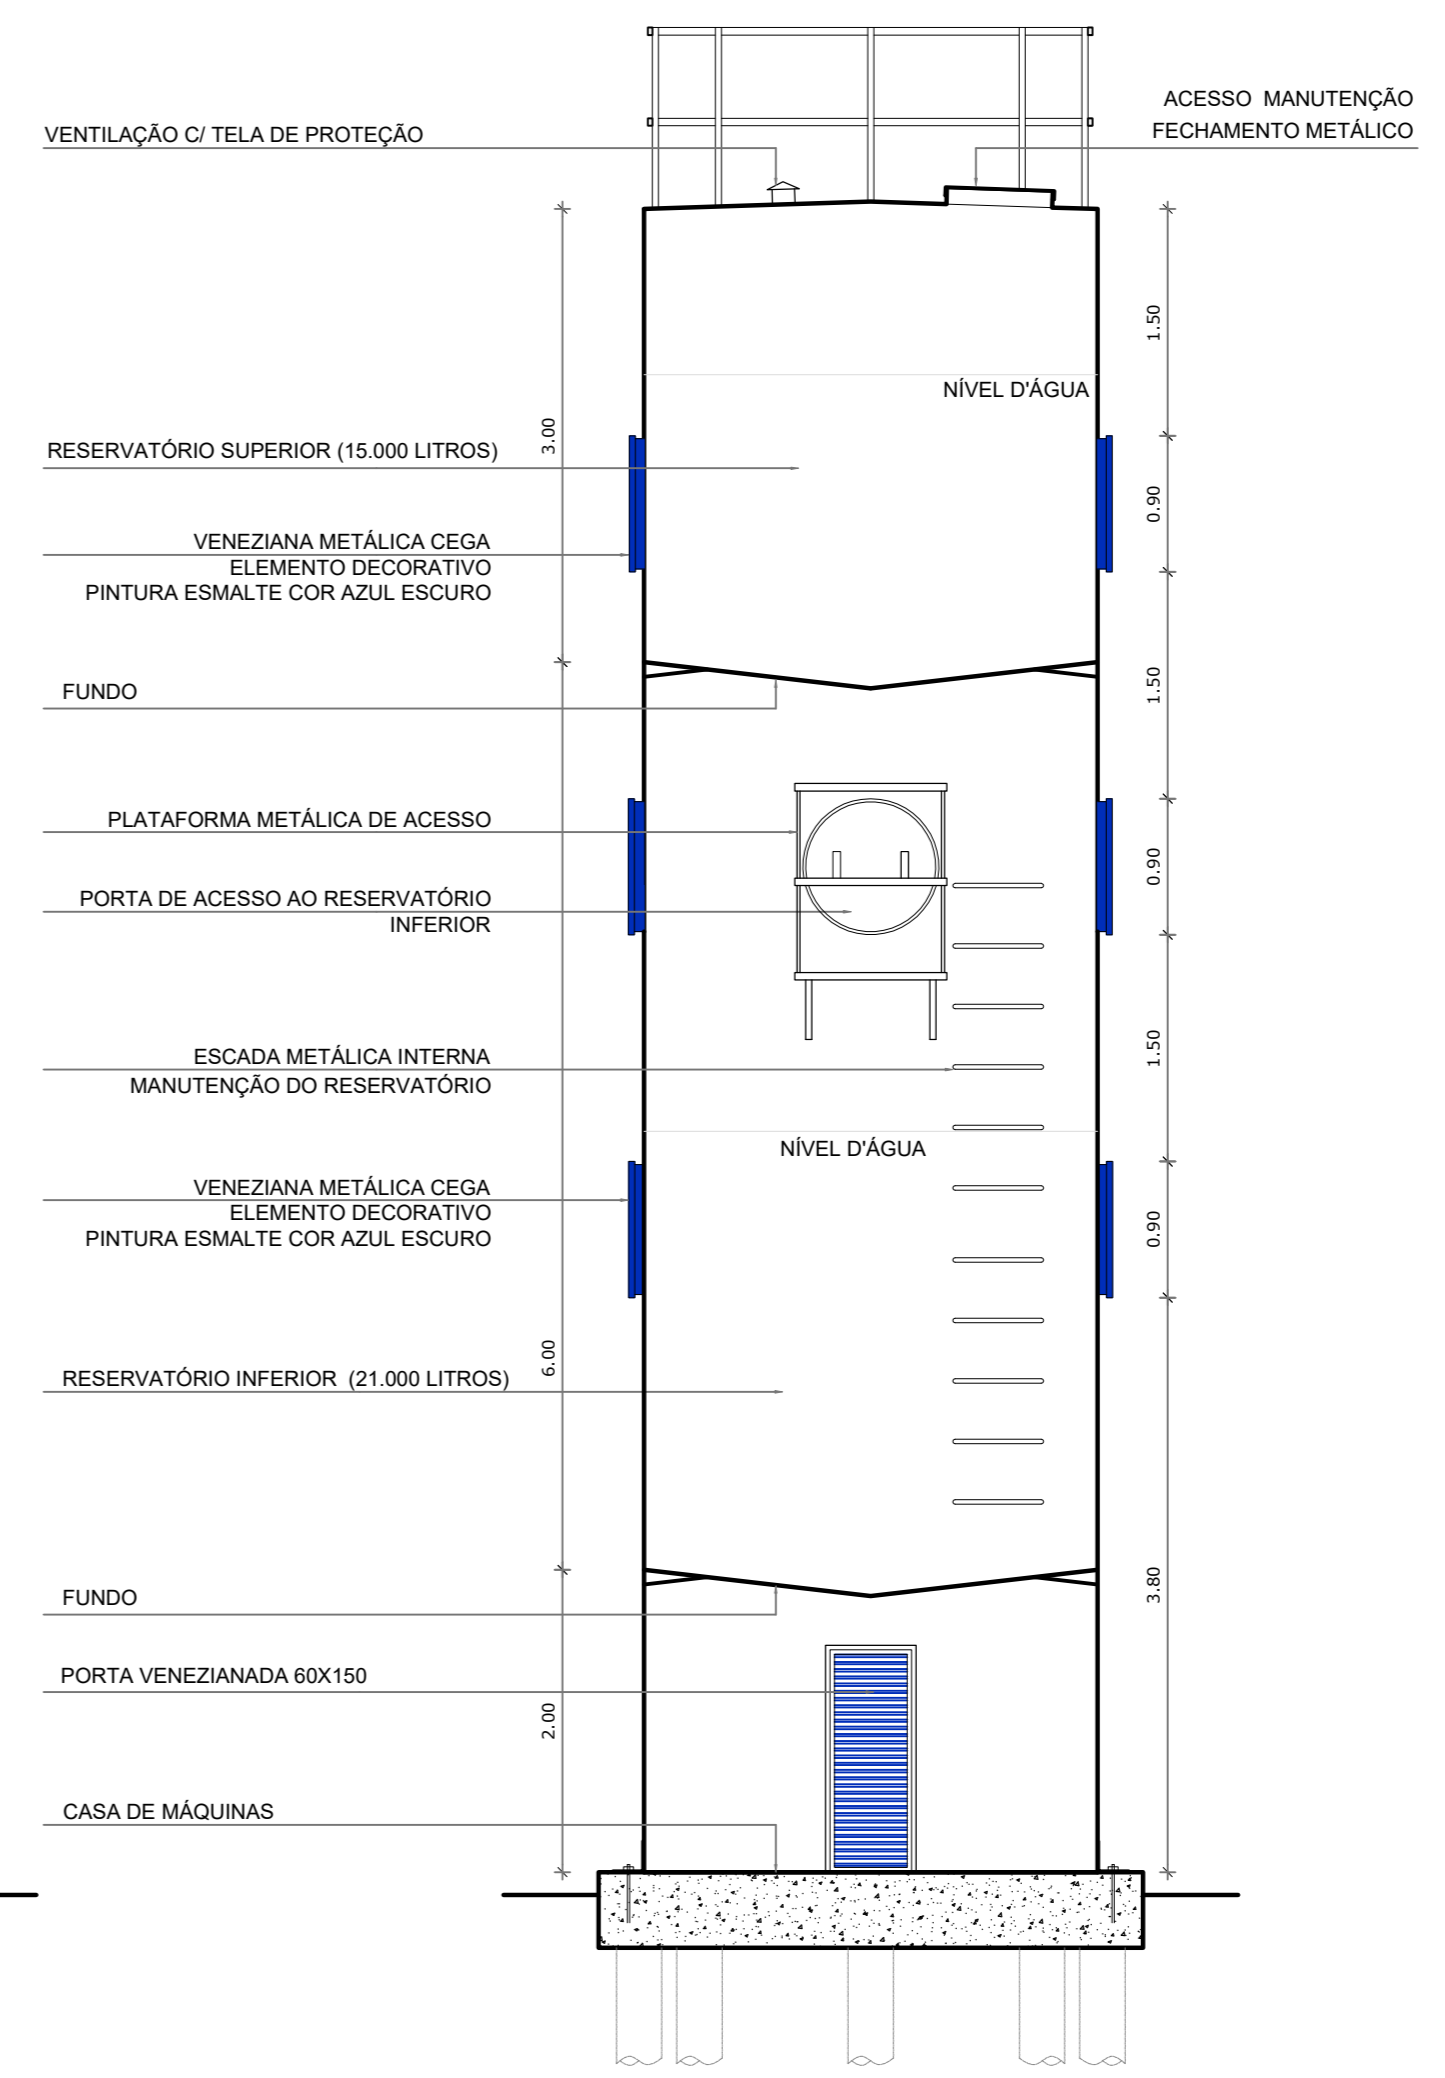 ACESSO MANUTENÇÃO
FECHAMENTO METÁLICO
VENTILAÇÃO C/ TELA DE PROTEÇÃO
1.50
NÍVEL D'ÁGUA
3.00
RESERVATÓRIO SUPERIOR (15.000 LITROS)
0.90
VENEZIANA METÁLICA CEGA
ELEMENTO DECORATIVO
PINTURA ESMALTE COR AZUL ESCURO
FUNDO
1.50
PLATAFORMA METÁLICA DE ACESSO
0.90
PORTA DE ACESSO AO RESERVATÓRIO
INFERIOR
1.50
ESCADA METÁLICA INTERNA
MANUTENÇÃO DO RESERVATÓRIO
NÍVEL D'ÁGUA
VENEZIANA METÁLICA CEGA
ELEMENTO DECORATIVO
PINTURA ESMALTE COR AZUL ESCURO
0.90
6.00
RESERVATÓRIO INFERIOR (21.000 LITROS)
3.80
FUNDO
PORTA VENEZIANADA 60X150
2.00
CASA DE MÁQUINAS